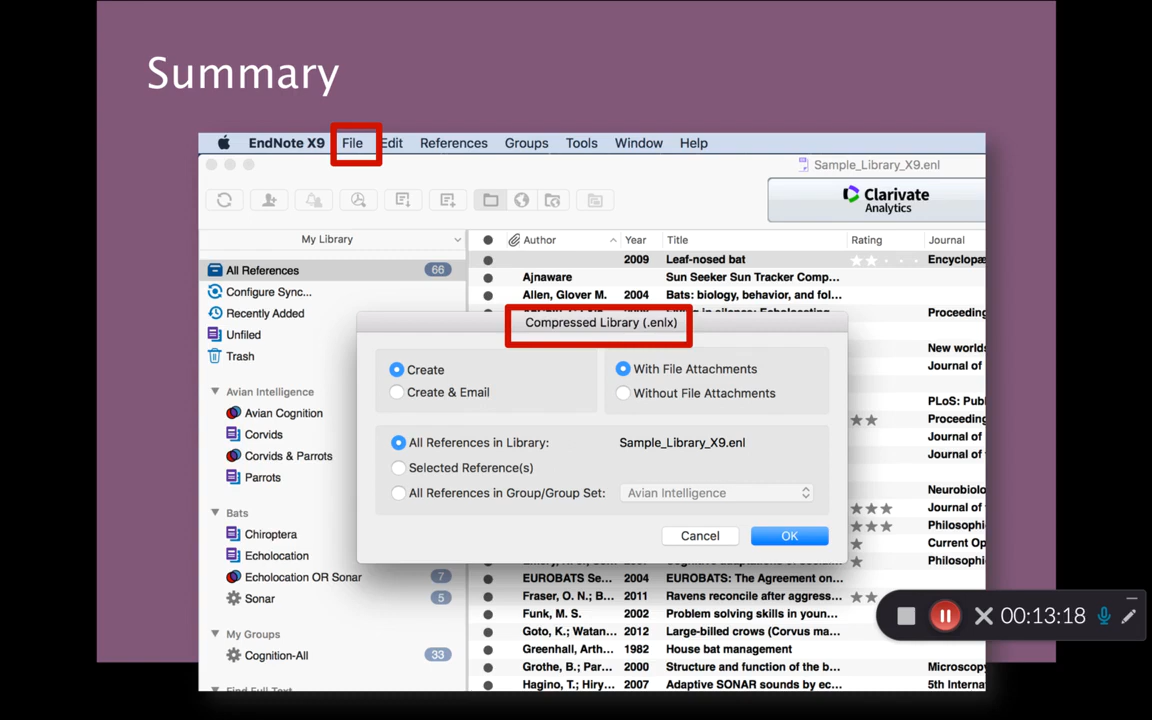 Summary
EndNote X9 File Edit References Groups Tools Window Help
Sample_Library_X9.enl
Clarivate
Analytics
My Library Author Year Title Rating Journal
All References 66 2009 Leaf-nosed bat Encyclopæ
Configure Sync... Ajnaware Sun Seeker Sun Tracker Comp...
Allen, Glover M. 2004 Bats: biology, behavior, and fol...
Recently Added Proceeding
Compressed Library (.enlx)
Unfiled
New worlds
Trash
Journal of
Create With File Attachments
Create & Email Without File Attachments
Avian Intelligence
PLoS: Publ
Avian Cognition Proceeding
Corvids Journal of
All References in Library: Sample_Library_X9.enl
Corvids & Parrots Journal of t
Selected Reference(s)
Parrots
All References in Group/Group Set: Avian Intelligence Neurobiolo
Journal of
Bats Philosophi
Chiroptera Cancel OK
Current Op
Echolocation Philosophi
Echolocation OR Sonar 7 EUROBATS Se... 2004 EUROBATS: The Agreement on...
Sonar 5 Fraser, O. N.; B... 2011 Ravens reconcile after aggress...
Funk, M. S. 2002 Problem solving skills in youn...
My Groups Goto, K.; Watan... 2012 Large-billed crows (Corvus ma...
Cognition-All 33 Greenhall, Arth... 1982 House bat management
Grothe, B.; Par... 2000 Structure and function of the b... Microscopy
Find Full Text Hagino, T.; Hiry... 2007 Adaptive SONAR sounds by ec... 5th Interna
00:13:18